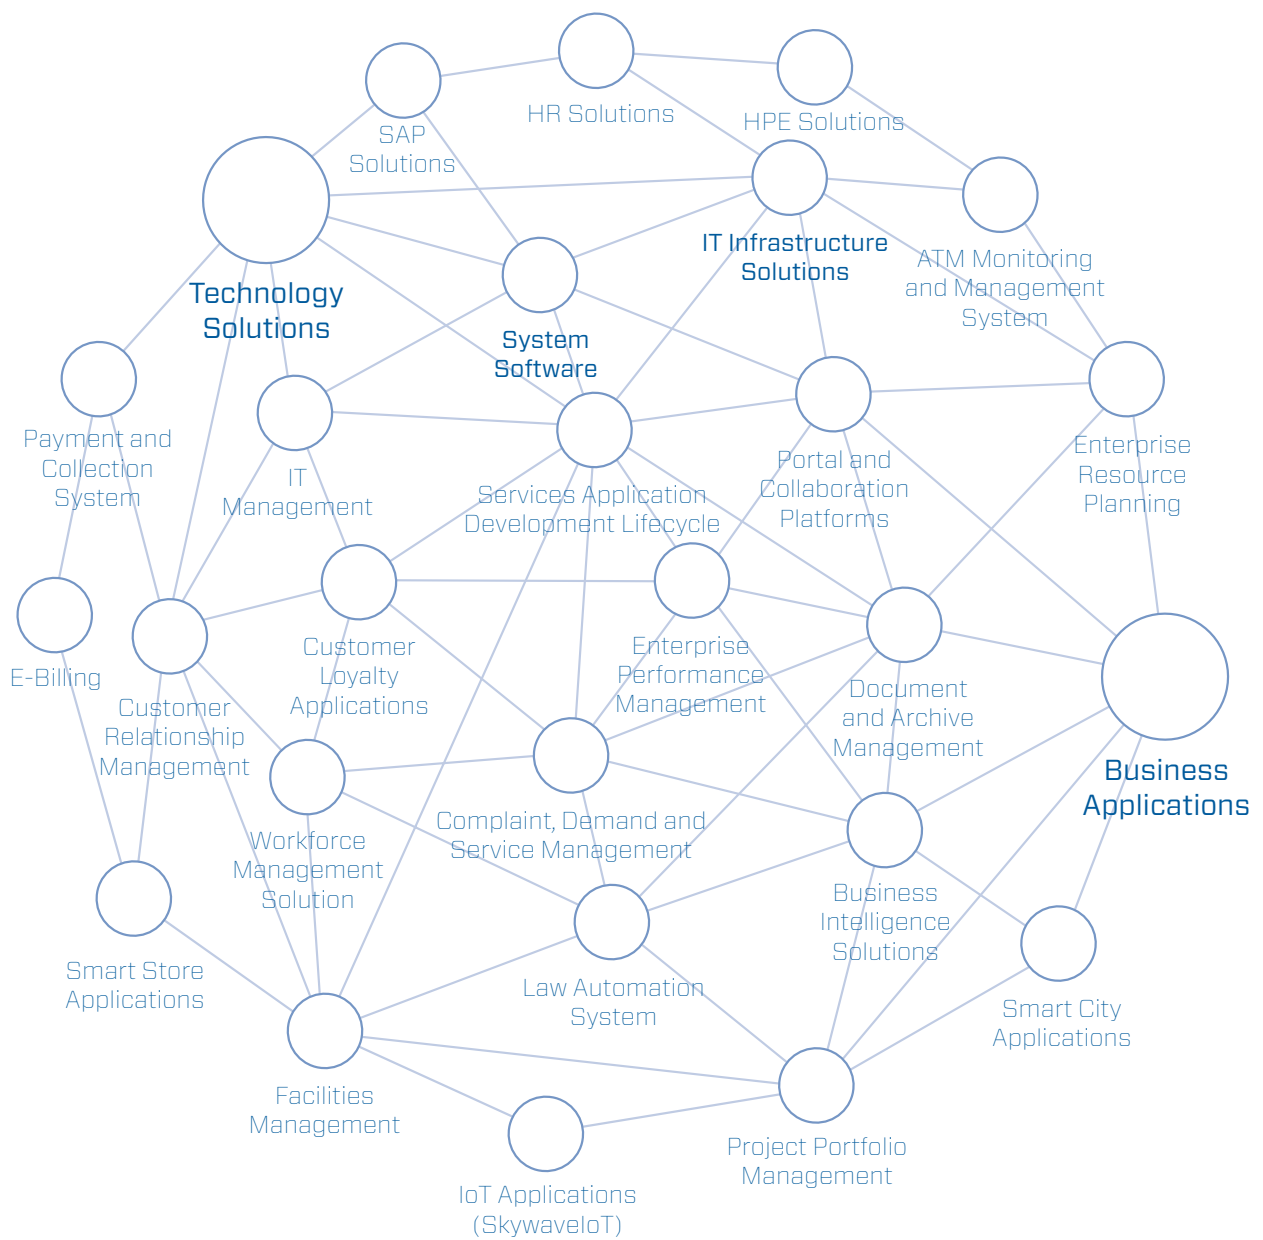 HR Solutions
HPE Solutions
SAP
Solutions
IT Infrastructure
Solutions
ATM Monitoring
and Management
System
Technology
Solutions
System
Software
Payment and
Collection
System
IT
Management
Services Application
Development Lifecycle
Portal and
Collaboration
Platforms
Enterprise
Resource
Planning
E-Billing
Customer
Relationship
Management
Customer
Loyalty
Applications
Enterprise
Performance
Management
Document
and Archive
Management
Business
Applications
Workforce
Management
Solution
Complaint, Demand and
Service Management
Business
Intelligence
Solutions
Smart Store
Applications
Law Automation
System
Smart City
Applications
Facilities
Management
Project Portfolio
Management
IoT Applications
(SkywaveIoT)